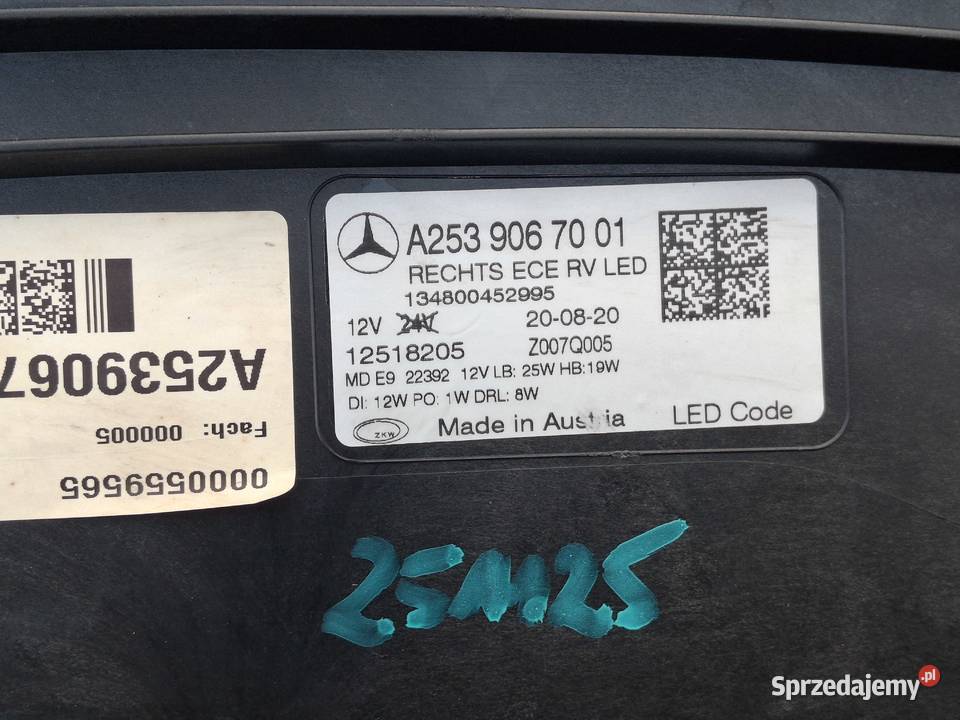 A253 906 70 01
RECHTS ECE RV LED
134800452995
12V 24V 20-08-20
12518205 Z007Q005
MD E9 22392 12V LB: 25W HB:19W
DI: 12W PO: 1W DRL: 8W
ZKW Made in Austria LED Code
A253906
Fach: 000005
0000559565
25M25
Sprzedajemy.pl